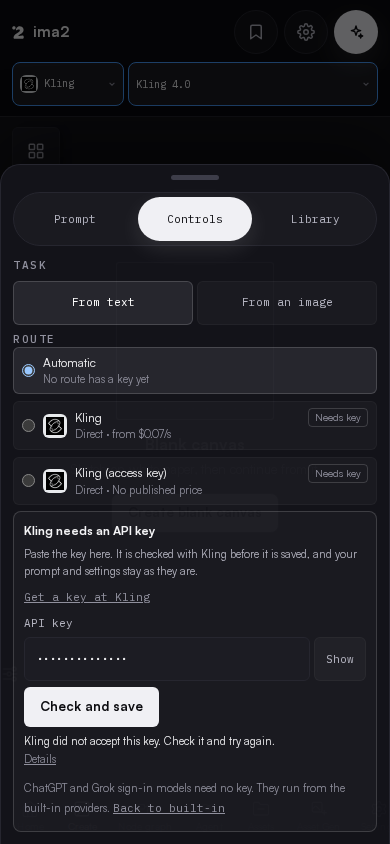 ima2
Kling
Kling 4.0
Prompt
Controls
Library
TASK
From text
From an image
ROUTE
Automatic
No route has a key yet
Kling
Direct · from $0.07/s
Needs key
Kling (access key)
Direct · No published price
Needs key
Kling needs an API key
Paste the key here. It is checked with Kling before it is saved, and your
prompt and settings stay as they are.
Get a key at Kling
API key
··············
Show
Check and save
Kling did not accept this key. Check it and try again.
Details
ChatGPT and Grok sign-in models need no key. They run from the
built-in providers. Back to built-in